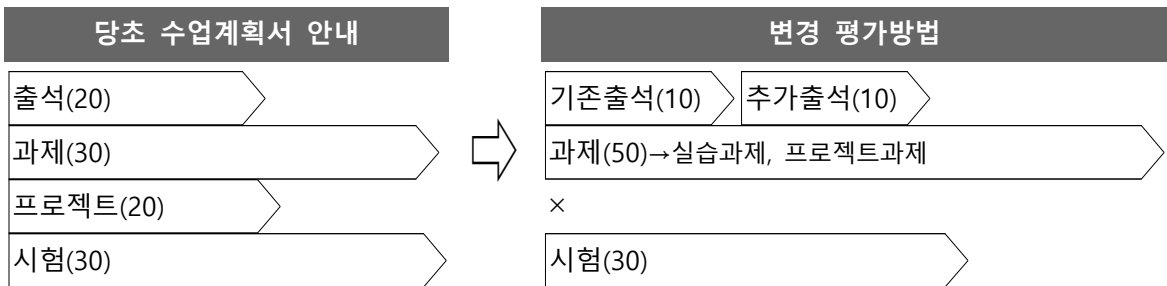 당초 수업계획서 안내
변경 평가방법
출석(20)
기존출석(10) 추가출석(10)
과제(30)
과제(50)→실습과제, 프로젝트과제
프로젝트(20)
×
시험(30)
시험(30)